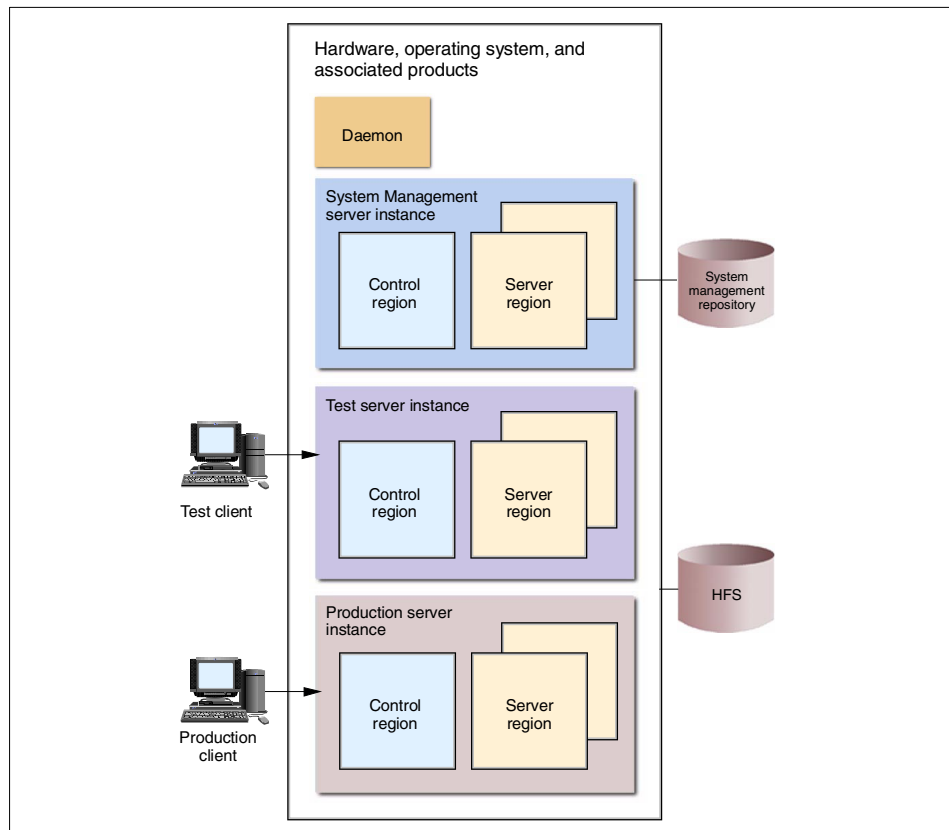 Hardware, operating system, and
associated products
Daemon
System Management
server instance
Control
region
Server
region
System
management
repository
Test server instance
Control
region
Server
region
Test client
HFS
Production server
instance
Control
region
Server
region
Production
client